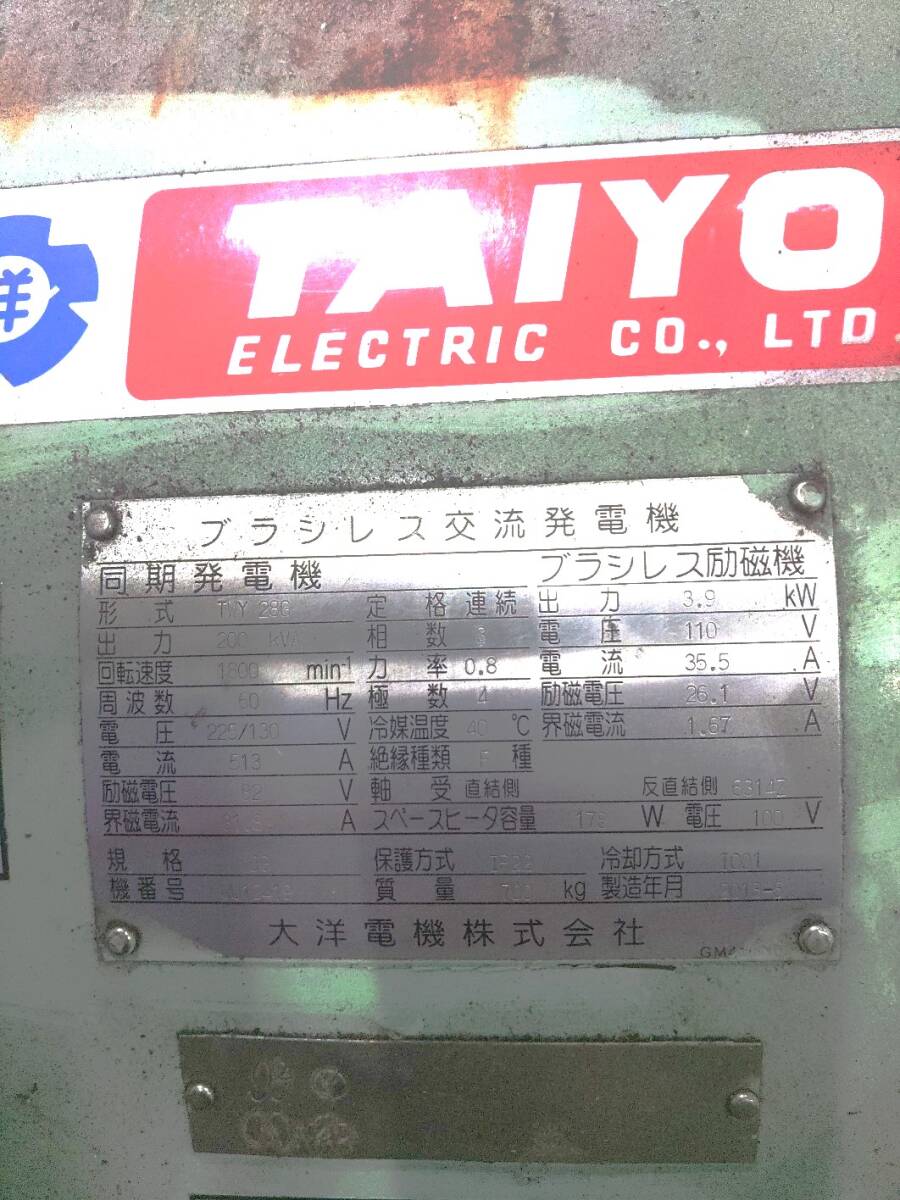 洋
TAIYO
ELECTRIC CO., LTD.
ブラシレス交流発電機
同期発電機 ブラシレス励磁機
形式 定格 連続 出力 3.9 kW
出力 200 kVA 相数 3 電圧 110 V
回転速度 1800 min-1 力率 0.8 電流 35.5 A
周波数 60 Hz 極数 4 励磁電圧 26.1 V
電圧 225/130 V 冷媒温度 40 ℃ 界磁電流 1.67 A
電流 513 A 絶縁種類 F 種
励磁電圧 82 V 軸受 直結側 反直結側 6314Z
界磁電流 A スペースヒータ容量 W 電圧 100 V
規格 保護方式 冷却方式 IC01
機番号 質量 700 kg 製造年月
大洋電機株式会社